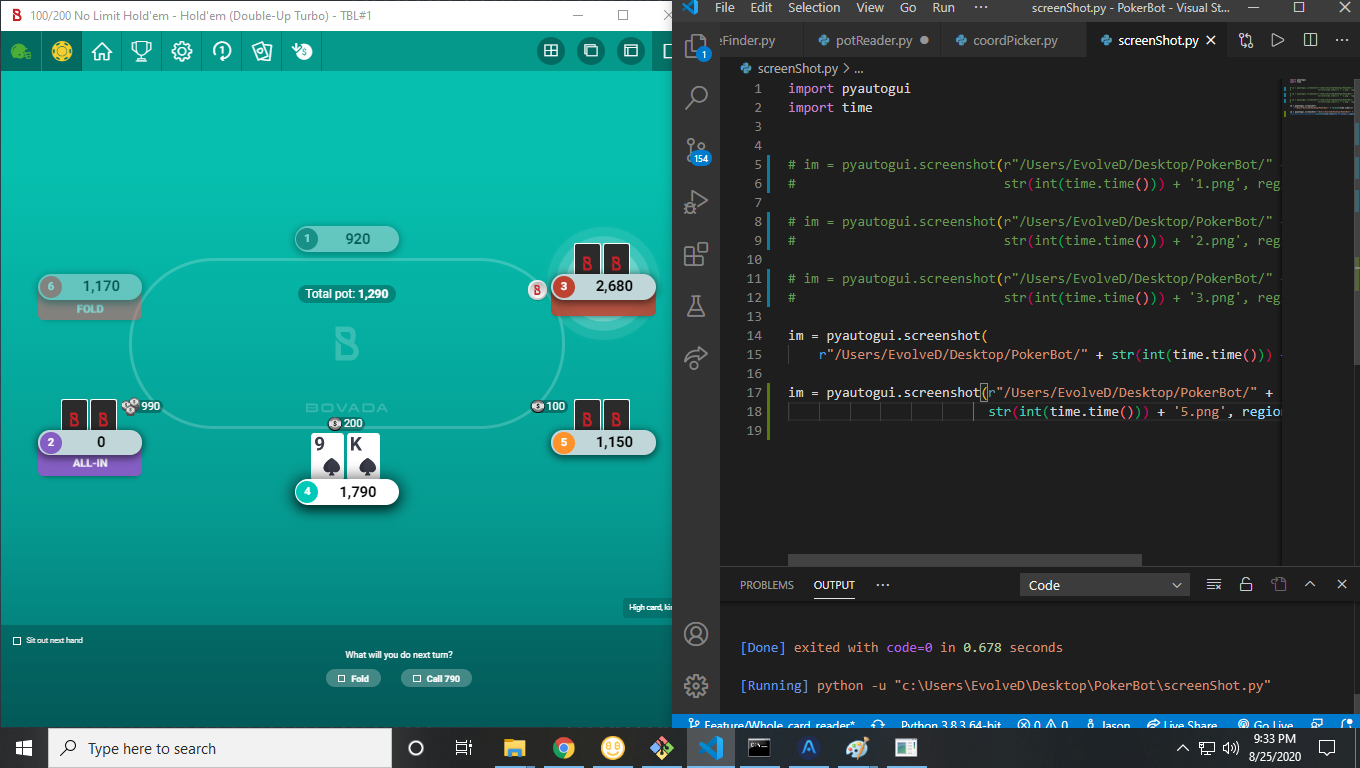 100/200 No Limit Hold'em - Hold'em (Double-Up Turbo) - TBL#1
1 920
6 1,170
FOLD
Total pot: 1,290
3 2,680
BOVADA
990
2 0
ALL-IN
200
9 K
4 1,790
100
5 1,150
High card, ki
Sit out next hand
What will you do next turn?
Fold
Call 790
File Edit Selection View Go Run ··· screenShot.py - PokerBot - Visual St...
eFinder.py potReader.py coordPicker.py screenShot.py
screenShot.py > ...
1 import pyautogui
2 import time
3
4
5 # im = pyautogui.screenshot(r"/Users/EvolveD/Desktop/PokerBot/"
6 # str(int(time.time())) + '1.png', reg
7
8 # im = pyautogui.screenshot(r"/Users/EvolveD/Desktop/PokerBot/"
9 # str(int(time.time())) + '2.png', reg
10
11 # im = pyautogui.screenshot(r"/Users/EvolveD/Desktop/PokerBot/"
12 # str(int(time.time())) + '3.png', reg
13
14 im = pyautogui.screenshot(
15 r"/Users/EvolveD/Desktop/PokerBot/" + str(int(time.time()))
16
17 im = pyautogui.screenshot(r"/Users/EvolveD/Desktop/PokerBot/" +
18 str(int(time.time())) + '5.png', region
19
1
154
PROBLEMS OUTPUT ··· Code
[Done] exited with code=0 in 0.678 seconds
[Running] python -u "c:\Users\EvolveD\Desktop\PokerBot\screenShot.py"
Feature/Whole_card_reader* Python 3.8.3 64-bit 0 0 Jason Live Share Go Live
Type here to search
9:33 PM
8/25/2020